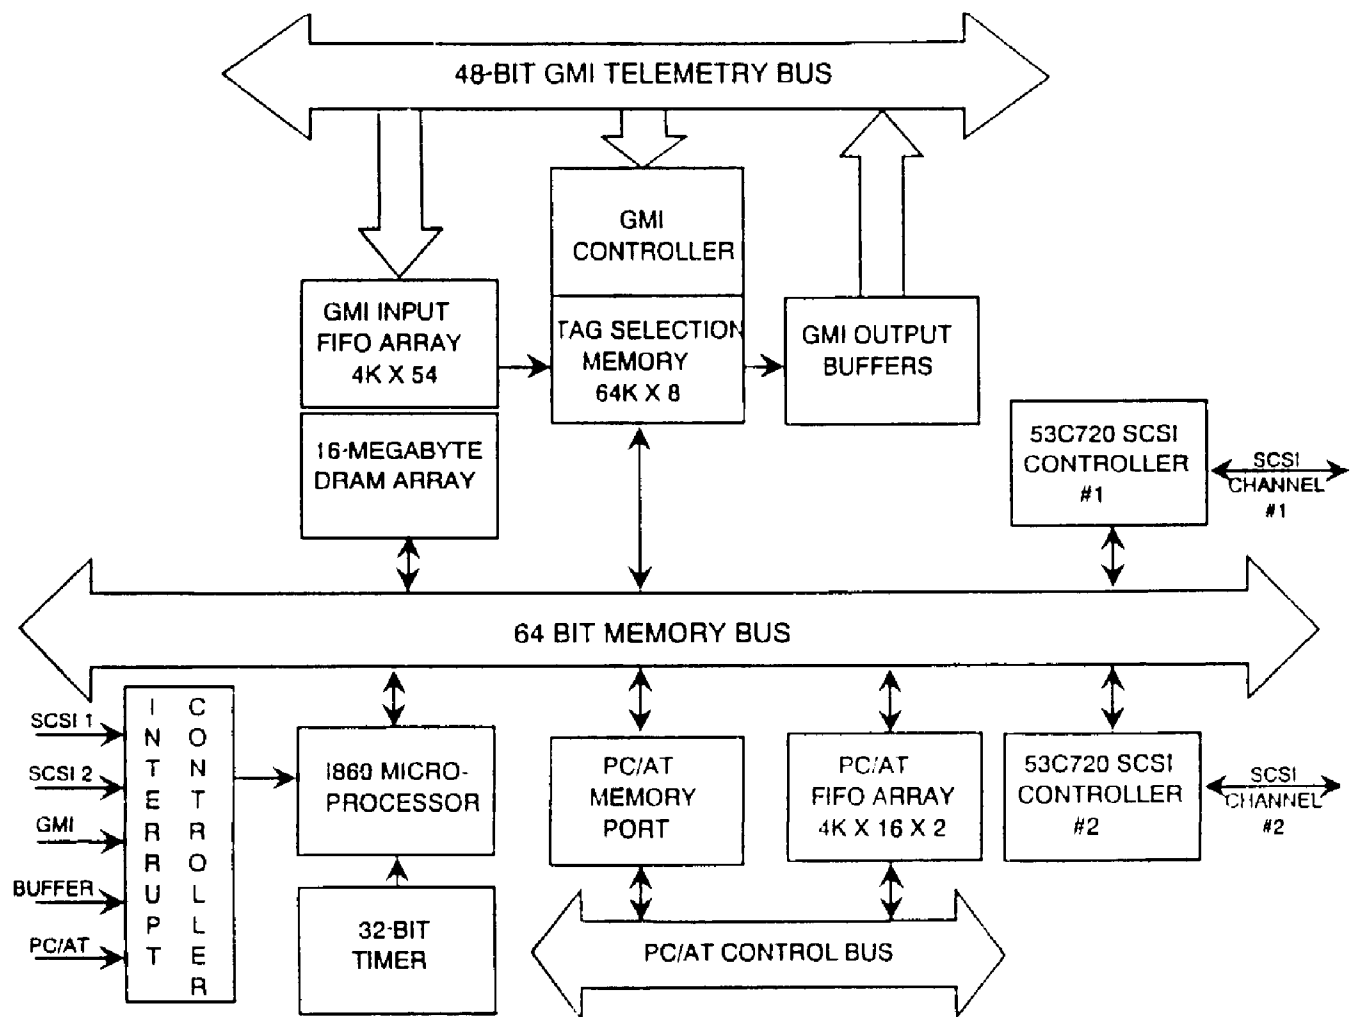 48-BIT GMI TELEMETRY BUS
GMI
CONTROLLER
GMI INPUT
FIFO ARRAY
4K X 54
TAG SELECTION
MEMORY
64K X 8
GMI OUTPUT
BUFFERS
16-MEGABYTE
DRAM ARRAY
53C720 SCSI
CONTROLLER
#1
SCSI
CHANNEL
#1
64 BIT MEMORY BUS
SCSI 1
SCSI 2
GMI
BUFFER
PC/AT
INTERRUPT
CONTROLLER
I860 MICRO-
PROCESSOR
32-BIT
TIMER
PC/AT
MEMORY
PORT
PC/AT
FIFO ARRAY
4K X 16 X 2
53C720 SCSI
CONTROLLER
#2
SCSI
CHANNEL
#2
PC/AT CONTROL BUS